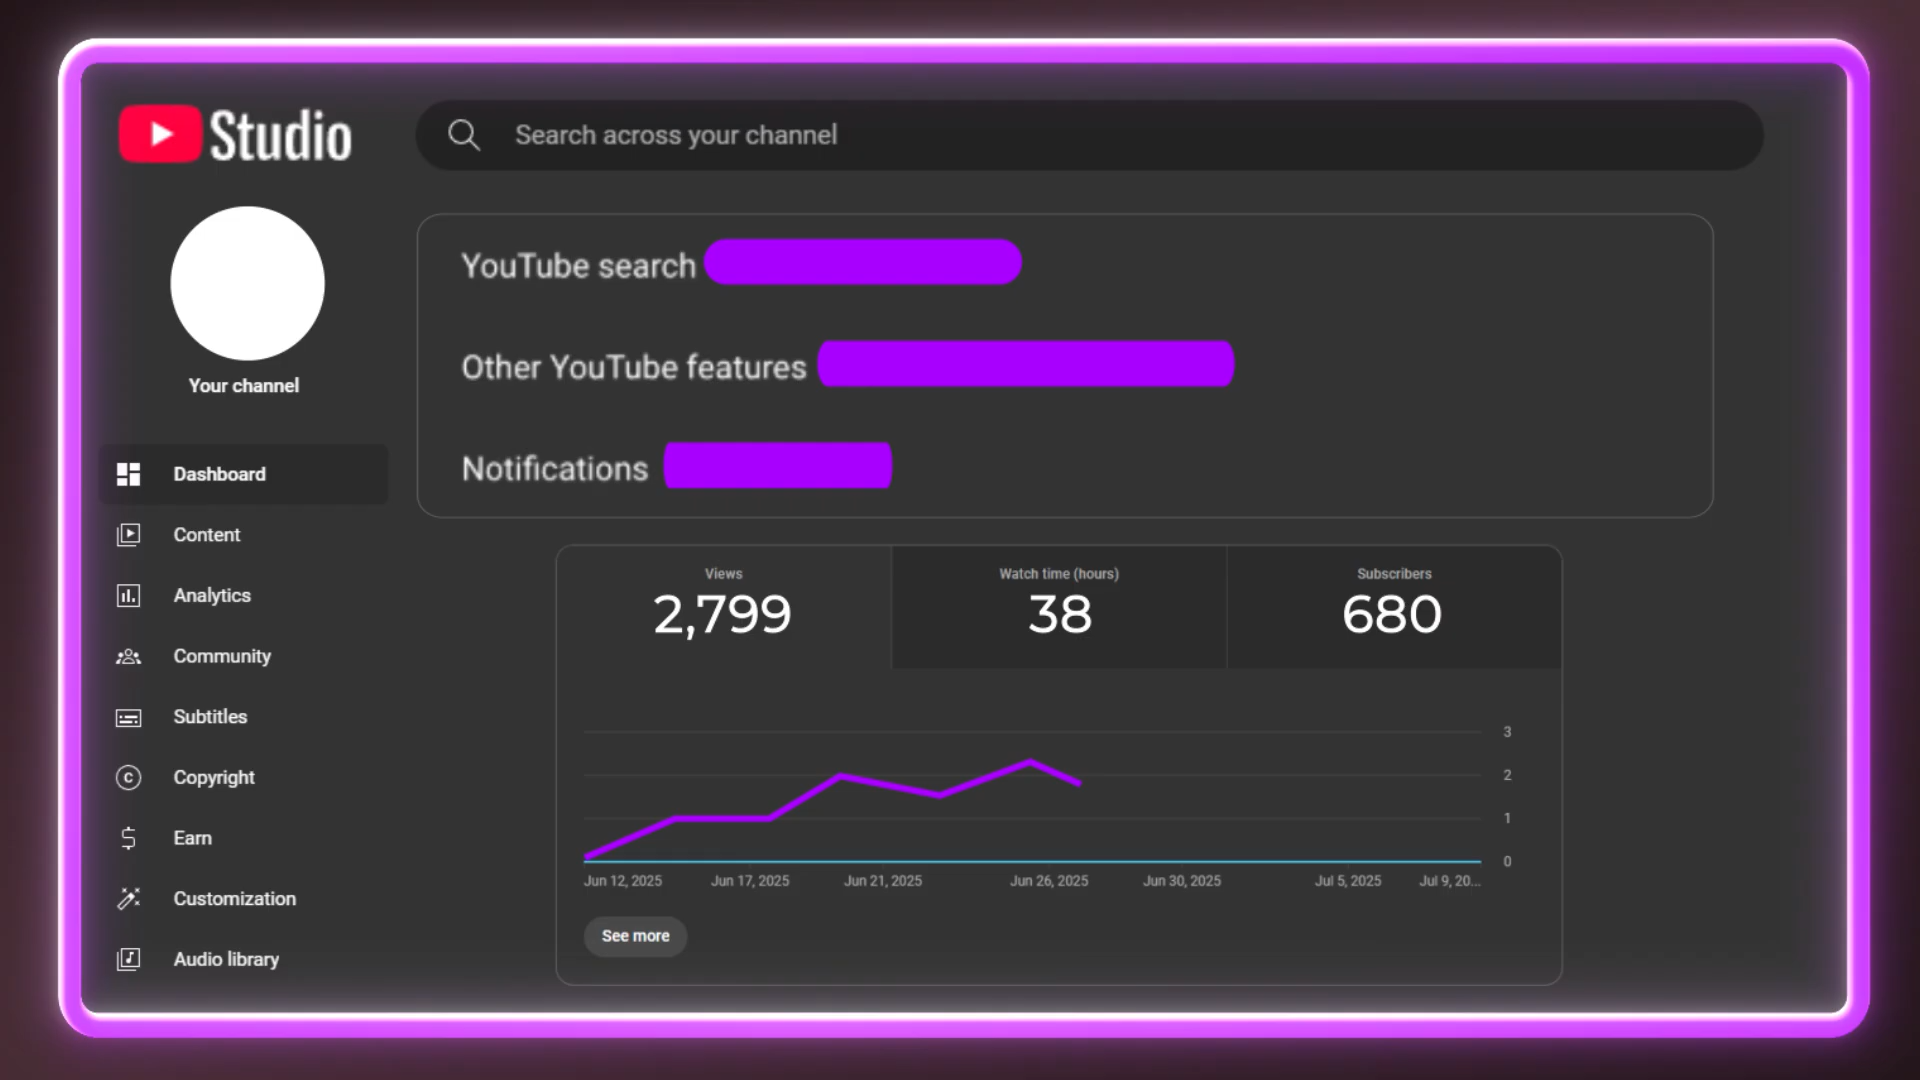 Studio
Search across your channel
Your channel
Dashboard
Content
Analytics
Community
Subtitles
Copyright
Earn
Customization
Audio library
YouTube search
Other YouTube features
Notifications
Views
2,799
Watch time (hours)
38
Subscribers
680
3
2
1
0
Jun 12, 2025 Jun 17, 2025 Jun 21, 2025 Jun 26, 2025 Jun 30, 2025 Jul 5, 2025 Jul 9, 20...
See more